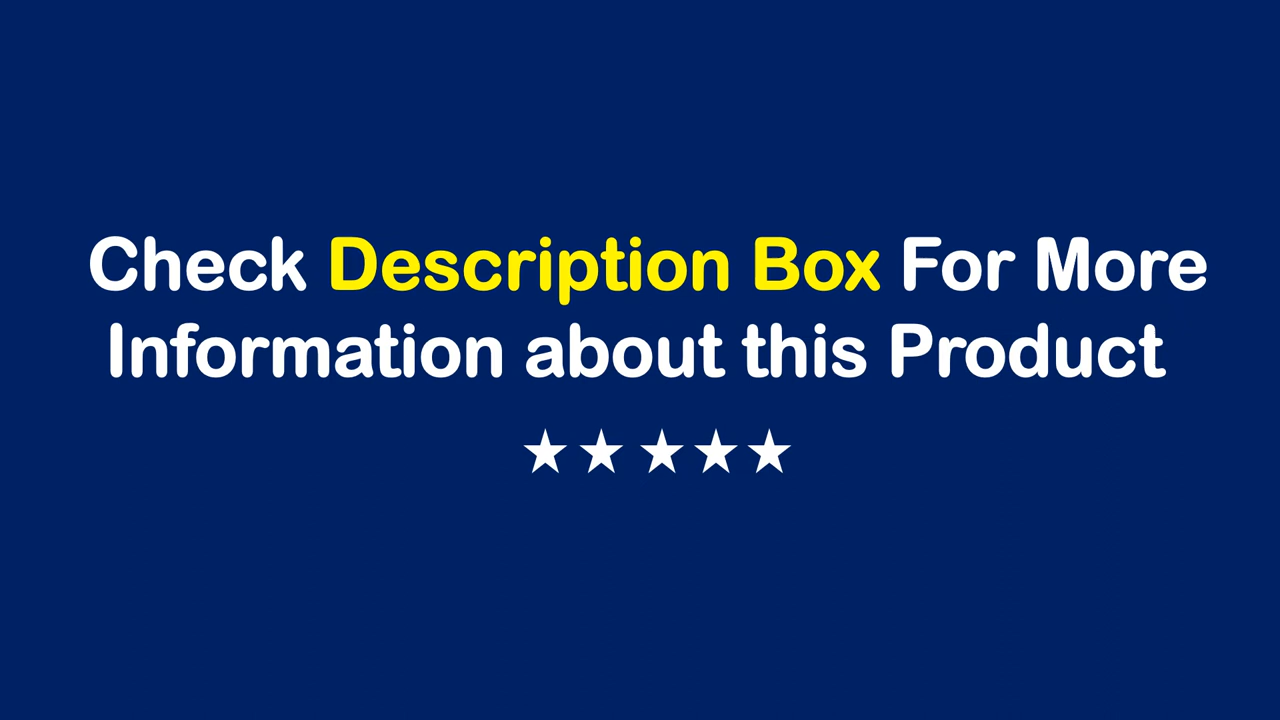 Check Description Box For More
Information about this Product
★★★★★